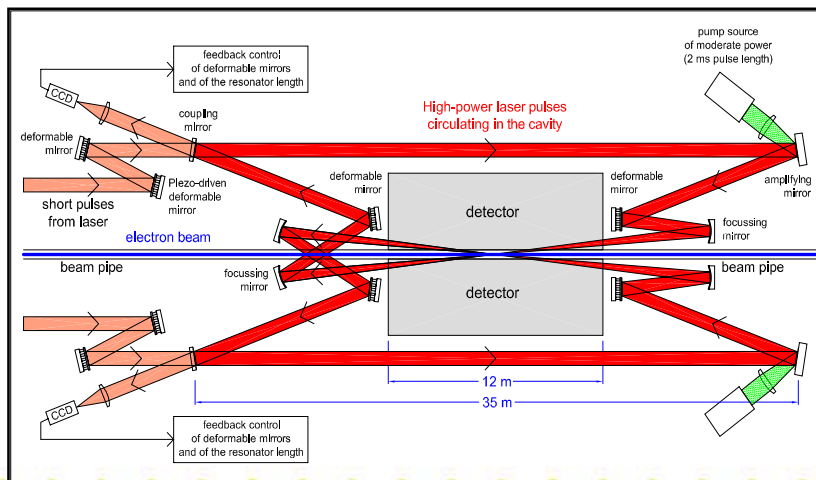 feedback control
of deformable mirrors
and of the resonator length
CCD
coupling
mirror
deformable
mirror
Piezo-driven
deformable
mirror
short pulses
from laser
High-power laser pulses
circulating in the cavity
pump source
of moderate power
(2 ms pulse length)
amplifying
mirror
deformable
mirror
detector
deformable
mirror
focussing
mirror
electron beam
beam pipe
focussing
mirror
detector
beam pipe
12 m
35 m
CCD
feedback control
of deformable mirrors
and of the resonator length